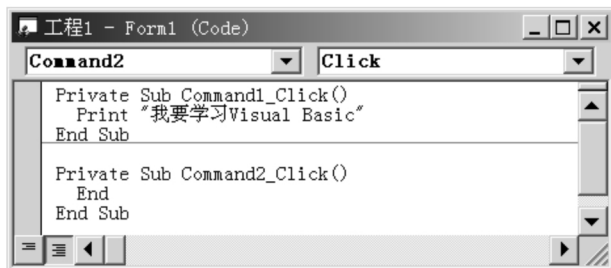 工程1 - Form1 (Code)
Command2 Click
Private Sub Command1_Click()
Print "我要学习Visual Basic"
End Sub
Private Sub Command2_Click()
End
End Sub